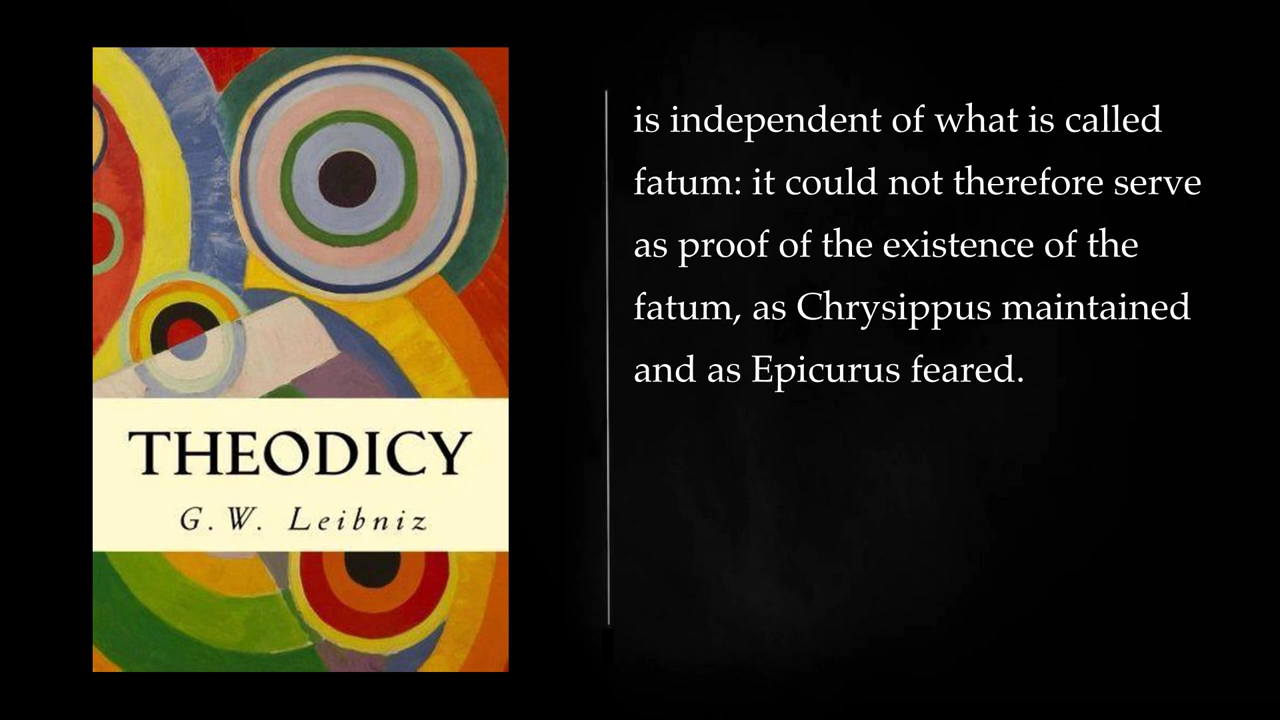 THEODICY
G. W. Leibniz
is independent of what is called
fatum: it could not therefore serve
as proof of the existence of the
fatum, as Chrysippus maintained
and as Epicurus feared.